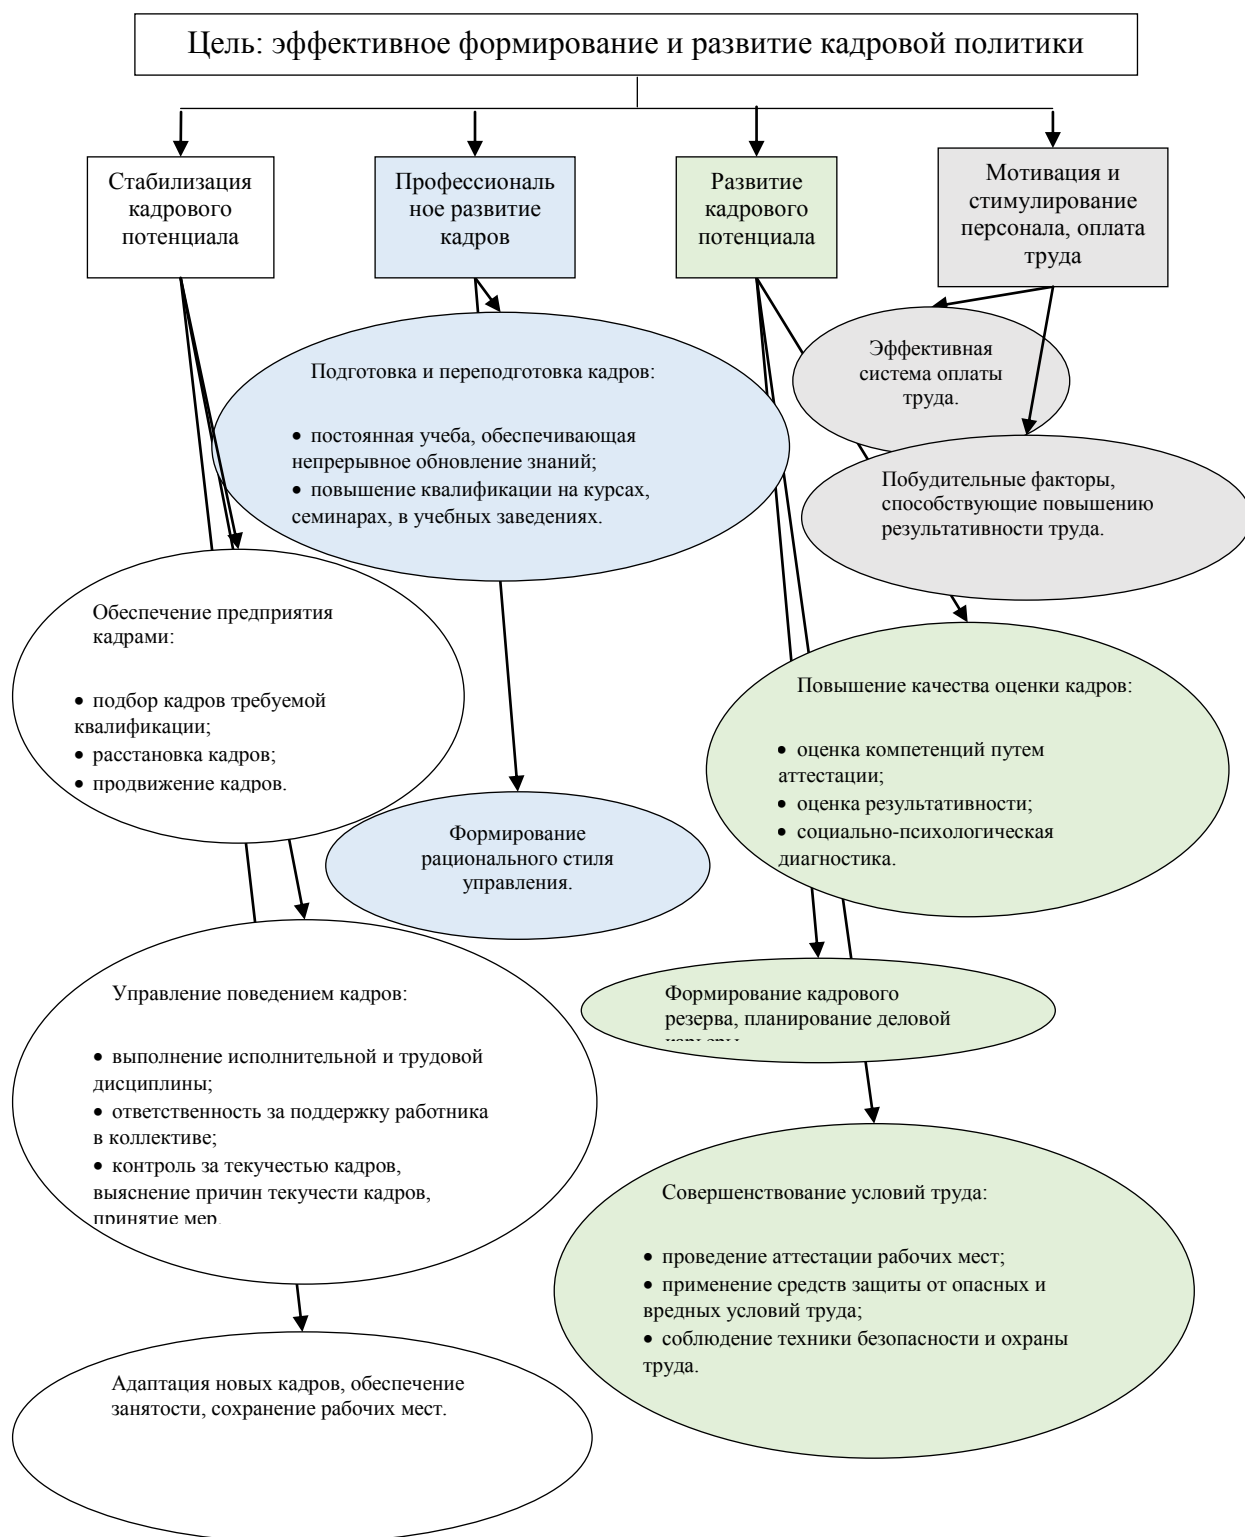 Цель: эффективное формирование и развитие кадровой политики
Стабилизация
кадрового
потенциала
Профессиональ
ное развитие
кадров
Развитие
кадрового
потенциала
Мотивация и
стимулирование
персонала, оплата
труда
Эффективная
система оплаты
труда.
Подготовка и переподготовка кадров:
• постоянная учеба, обеспечивающая
непрерывное обновление знаний;
• повышение квалификации на курсах,
семинарах, в учебных заведениях.
Побудительные факторы,
способствующие повышению
результативности труда.
Обеспечение предприятия
кадрами:
• подбор кадров требуемой
квалификации;
• расстановка кадров;
• продвижение кадров.
Повышение качества оценки кадров:
• оценка компетенций путем
аттестации;
• оценка результативности;
• социально-психологическая
диагностика.
Формирование
рационального стиля
управления.
Управление поведением кадров:
• выполнение исполнительной и трудовой
дисциплины;
• ответственность за поддержку работника
в коллективе;
• контроль за текучестью кадров,
выяснение причин текучести кадров,
принятие мер.
Формирование кадрового
резерва, планирование деловой
Совершенствование условий труда:
• проведение аттестации рабочих мест;
• применение средств защиты от опасных и
вредных условий труда;
• соблюдение техники безопасности и охраны
труда.
Адаптация новых кадров, обеспечение
занятости, сохранение рабочих мест.